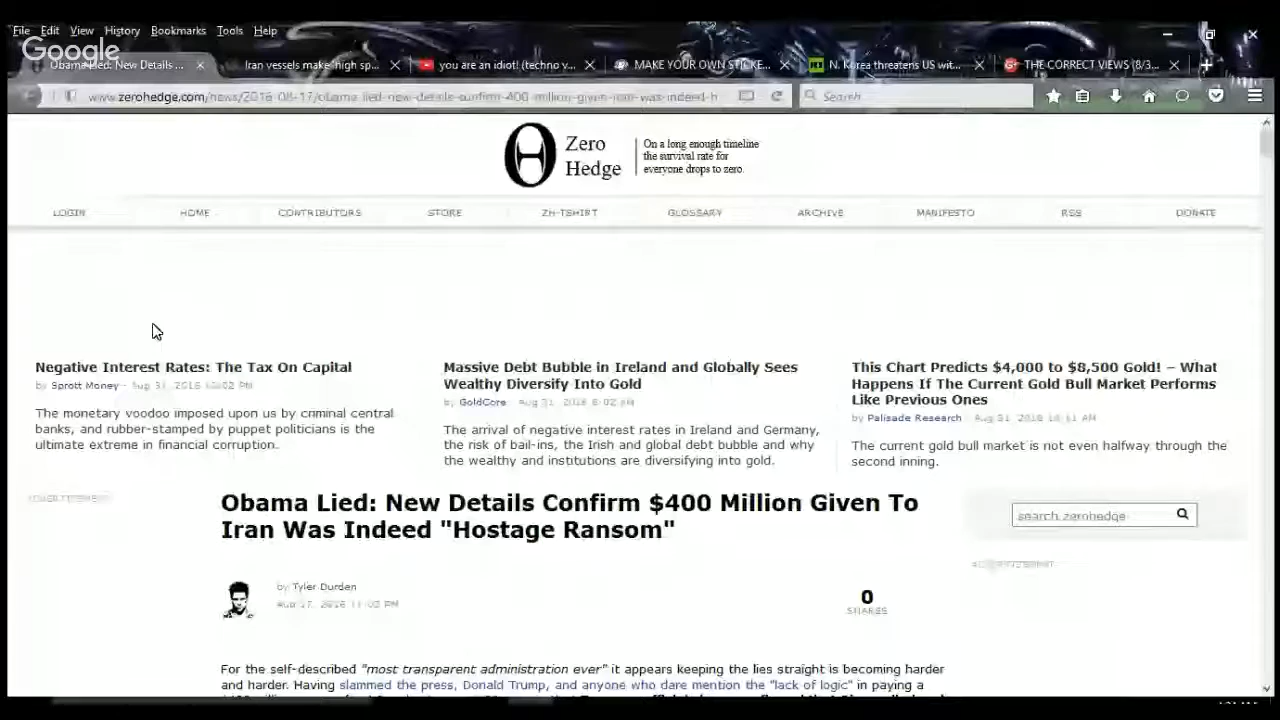 File Edit View History Bookmarks Tools Help
Google
Obama Lied: New Details ... Iran vessels make 'high sp... you are an idiot! (techno v... MAKE YOUR OWN STICKE... N. Korea threatens US wit... THE CORRECT VIEWS (8/3...
www.zerohedge.com/news/2016-08-17/obama-lied-new-details-confirm-400-million-given-iran-was-indeed-h Search
Zero
Hedge
On a long enough timeline
the survival rate for
everyone drops to zero.
LOGIN HOME CONTRIBUTORS STORE ZH-TSHIRT GLOSSARY ARCHIVE MANIFESTO RSS DONATE
Negative Interest Rates: The Tax On Capital
by Sprott Money - Aug 31, 2016 PM
The monetary voodoo imposed upon us by criminal central
banks, and rubber-stamped by puppet politicians is the
ultimate extreme in financial corruption.
Massive Debt Bubble in Ireland and Globally Sees
Wealthy Diversify Into Gold
by GoldCore - Aug 31, 2016 8:02 AM
The arrival of negative interest rates in Ireland and Germany,
the risk of bail-ins, the Irish and global debt bubble and why
the wealthy and institutions are diversifying into gold.
This Chart Predicts $4,000 to $8,500 Gold! – What
Happens If The Current Gold Bull Market Performs
Like Previous Ones
by Palisade Research - Aug 31, 2016 AM
The current gold bull market is not even halfway through the
second inning.
ADVERTISEMENT
Obama Lied: New Details Confirm $400 Million Given To
Iran Was Indeed "Hostage Ransom"
search zerohedge
ADVERTISEMENT
by Tyler Durden
Aug 17, 2016 11:02 PM
0
SHARES
For the self-described "most transparent administration ever" it appears keeping the lies straight is becoming harder
and harder. Having slammed the press, Donald Trump, and anyone who dare mention the "lack of logic" in paying a